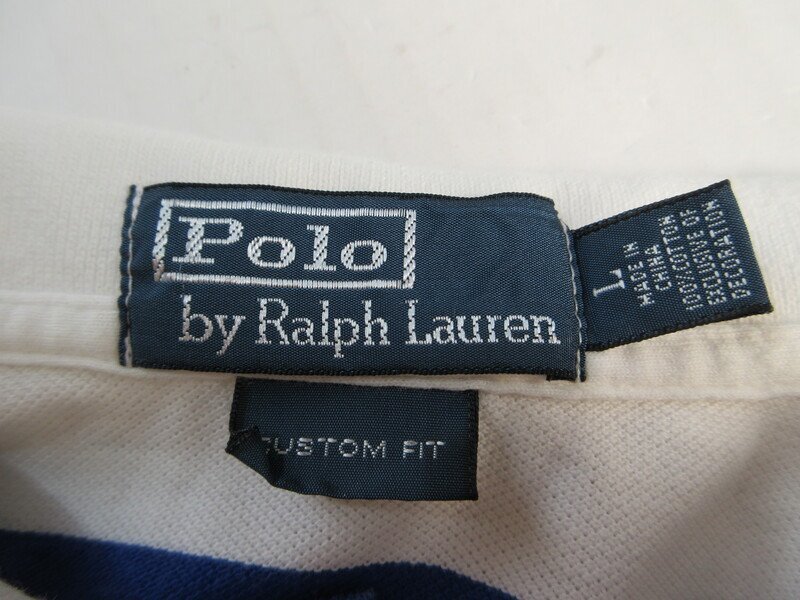 Polo
by Ralph Lauren
L
MADE IN
CHINA
100% COTTON
EXCLUSIVE OF
DECORATION
CUSTOM FIT